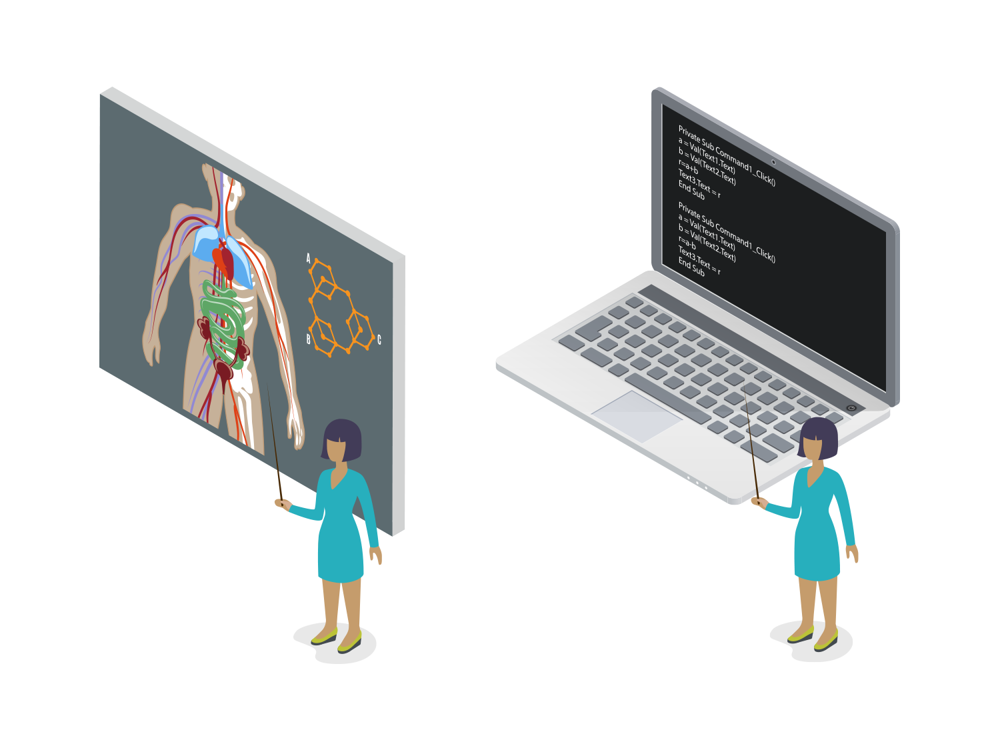 A
B
C
Private Sub Command1_Click()
a = Val(Text1.Text)
b = Val(Text2.Text)
r=a+b
Text3.Text = r
End Sub
Private Sub Command1_Click()
a = Val(Text1.Text)
b = Val(Text2.Text)
r=a-b
Text3.Text = r
End Sub